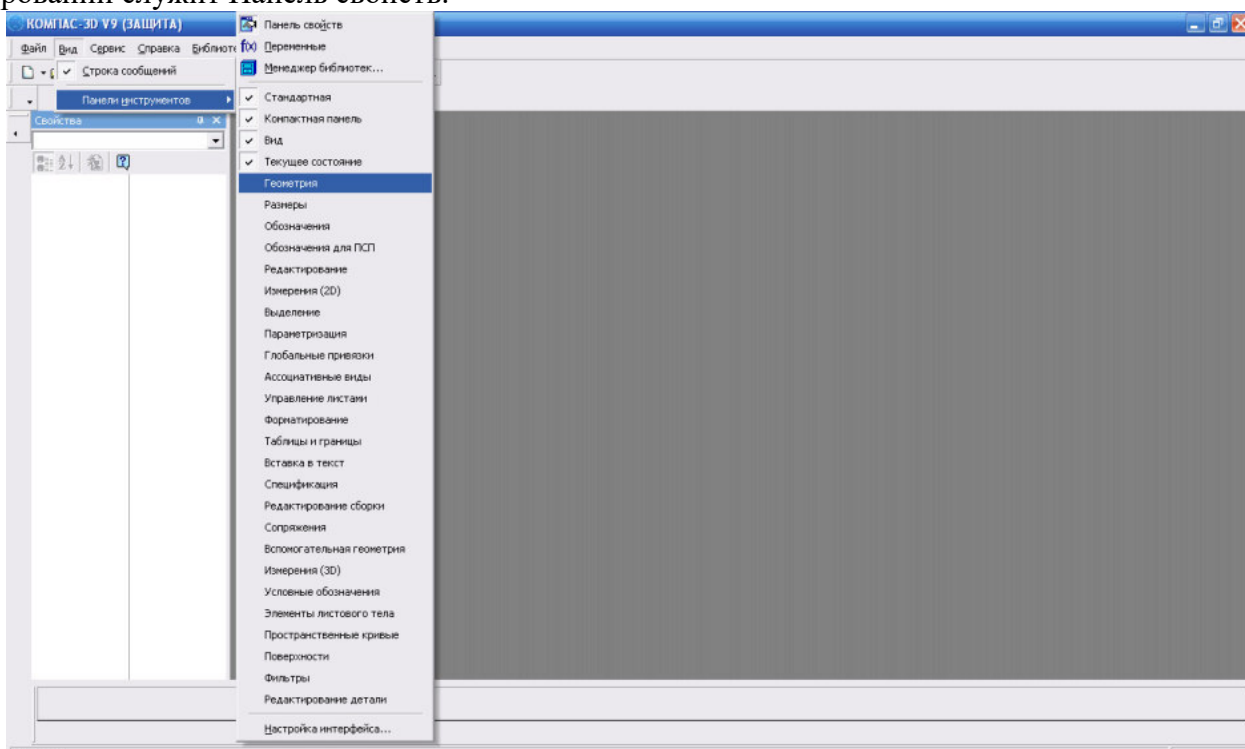 ровании служит Панель свойств.
КОМПАС-3D V9 (ЗАЩИТА)
Файл Вид Сервис Справка Библиоте
Строка сообщений
Панели инструментов
Свойства
Панель свойств
f(x) Переменные
Менеджер библиотек...
Стандартная
Компактная панель
Вид
Текущее состояние
Геометрия
Размеры
Обозначения
Обозначения для ПСП
Редактирование
Измерения (2D)
Выделение
Параметризация
Глобальные привязки
Ассоциативные виды
Управление листами
Форматирование
Таблицы и границы
Вставка в текст
Спецификация
Редактирование сборки
Сопряжения
Вспомогательная геометрия
Измерения (3D)
Условные обозначения
Элементы листового тела
Пространственные кривые
Поверхности
Фильтры
Редактирование детали
Настройка интерфейса...